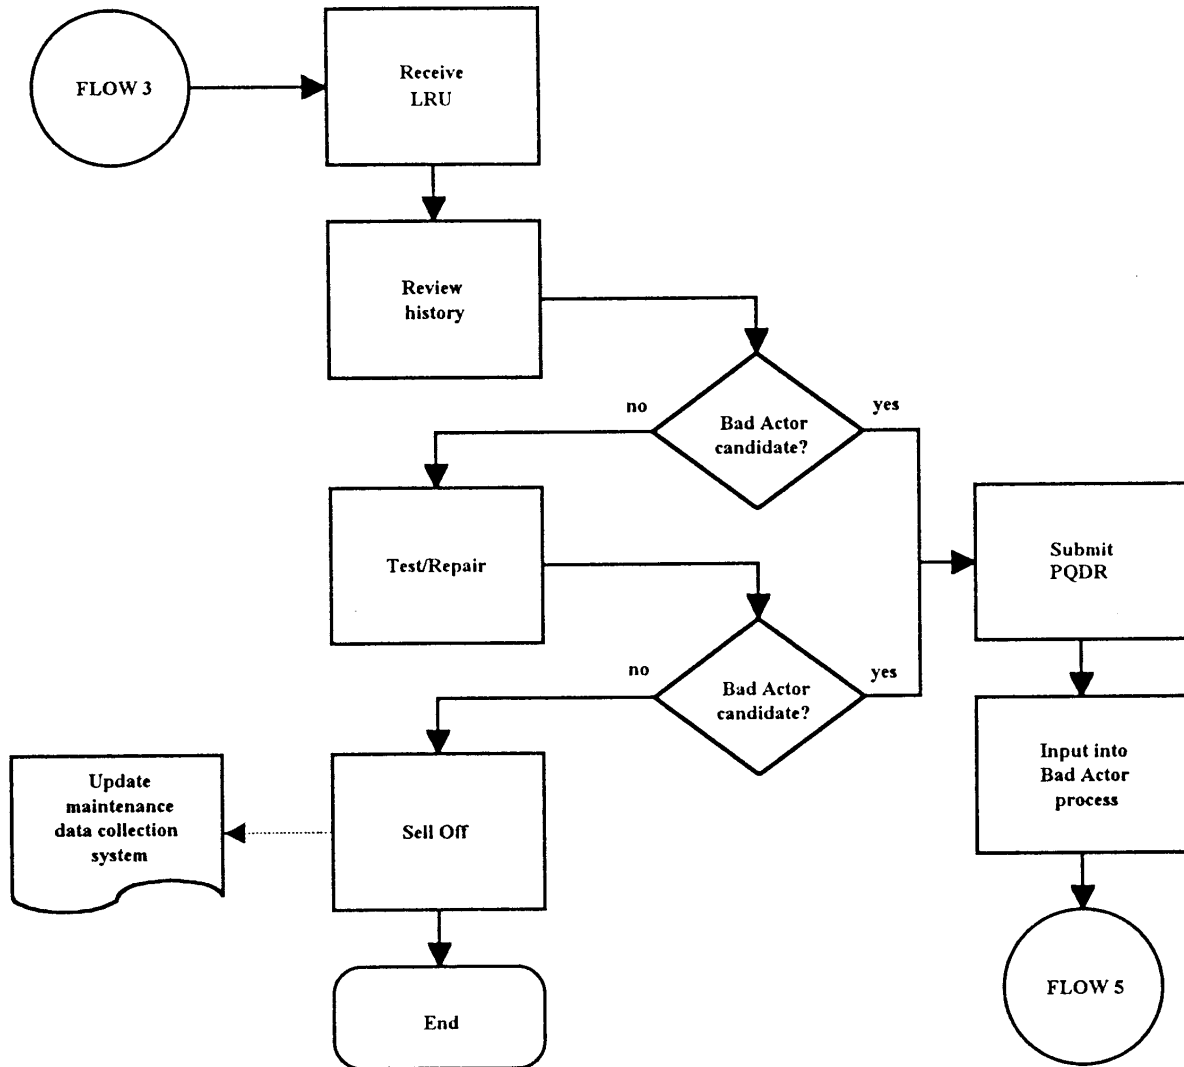 FLOW 3
Receive
LRU
Review
history
no
Bad Actor
candidate?
yes
Test/Repair
Submit
PQDR
no
Bad Actor
candidate?
yes
Update
maintenance
data collection
system
Sell Off
Input into
Bad Actor
process
End
FLOW 5